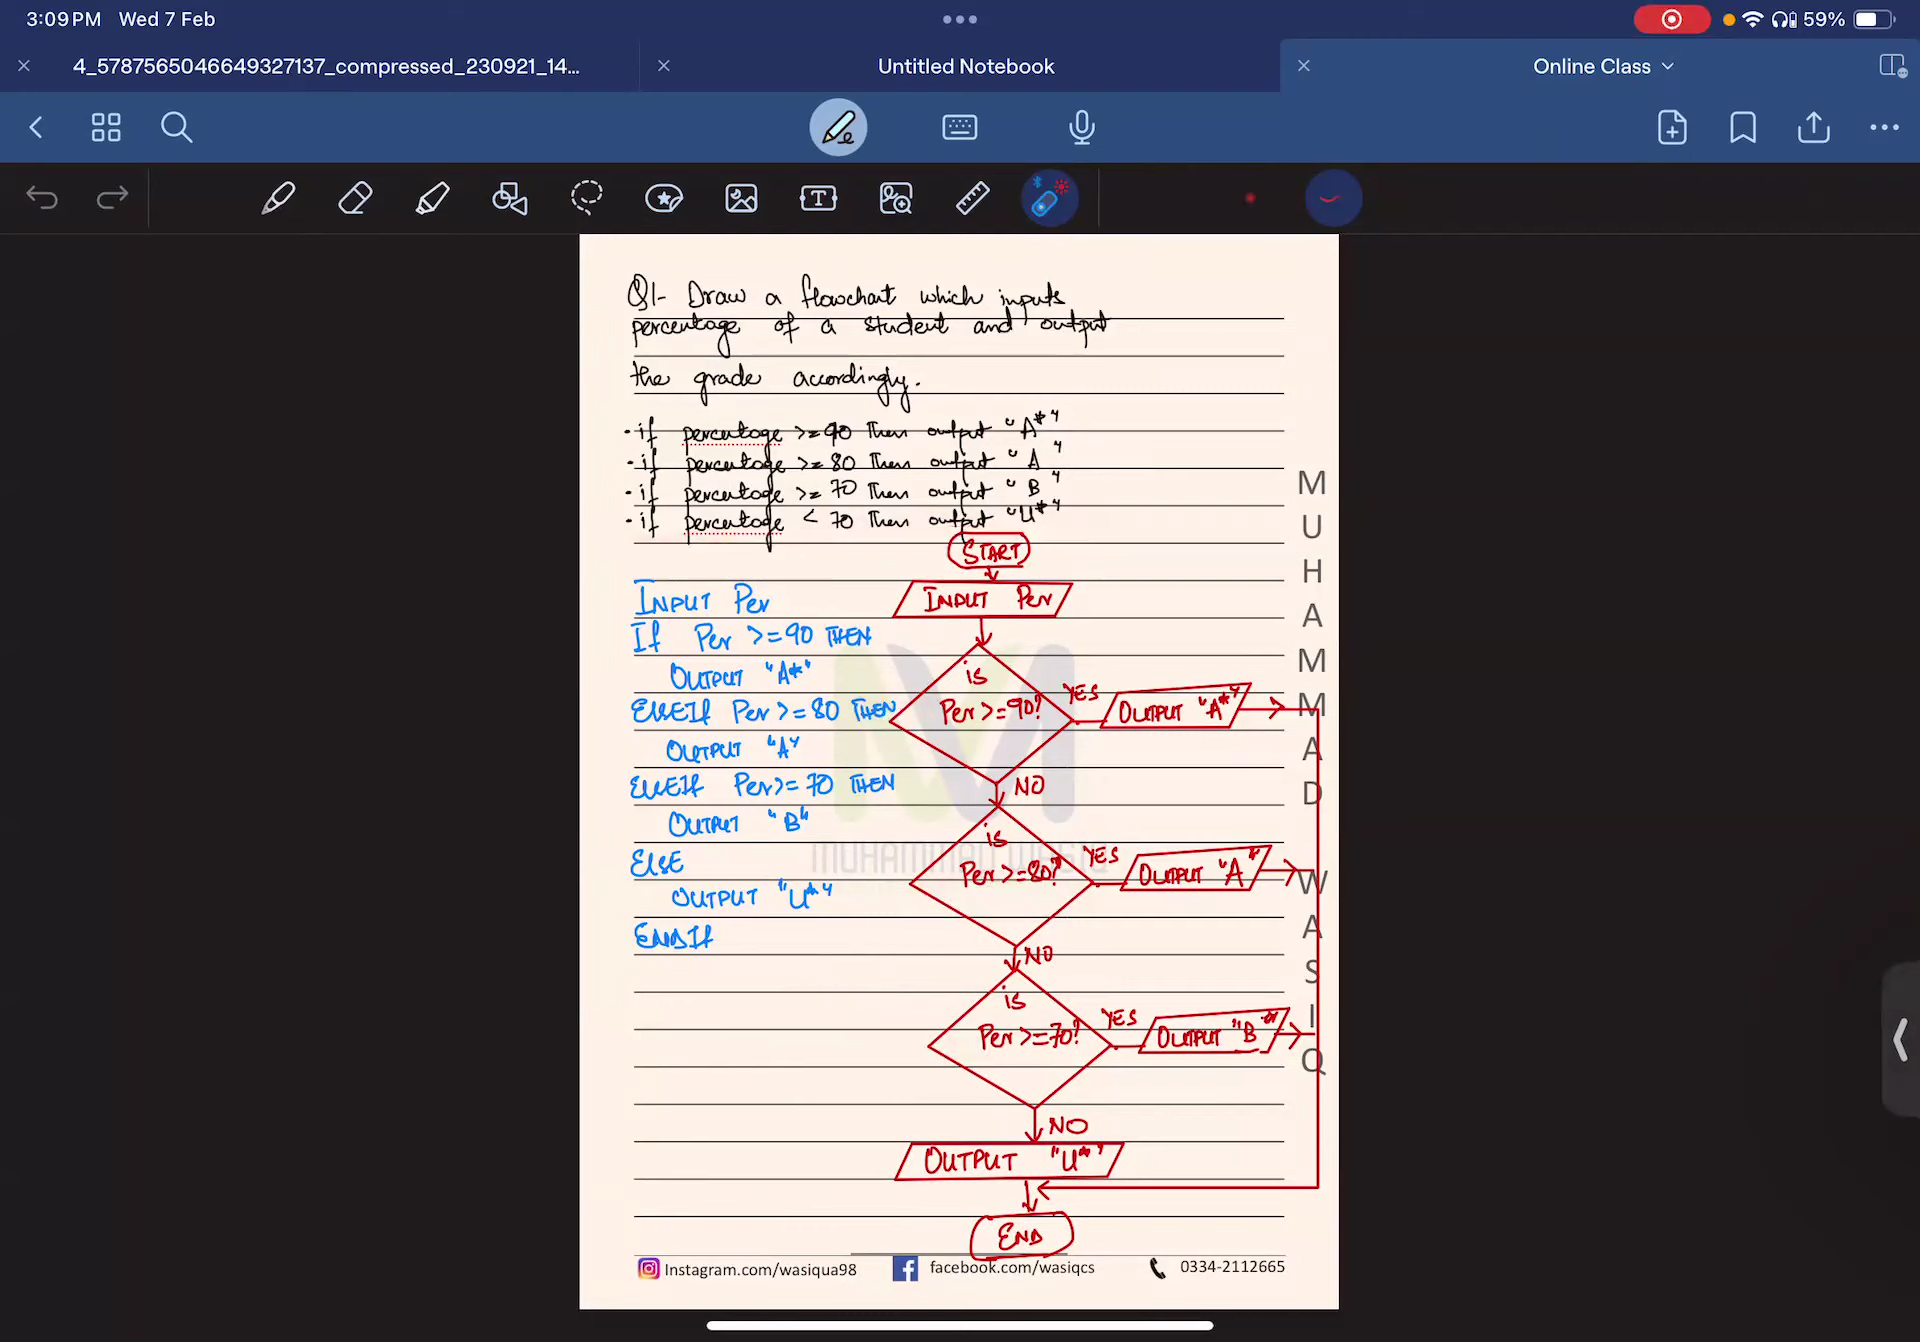 3:09 PM Wed 7 Feb
59%
4_5787565046649327137_compressed_230921_14...
Untitled Notebook
Online Class
Q1- Draw a flowchart which inputs
percentage of a student and output
the grade accordingly.
- if percentage >= 90 then output "A*"
- if percentage >= 80 then output "A"
- if percentage >= 70 then output "B"
- if percentage < 70 then output "U*"
INPUT Per
If Per >= 90 THEN
OUTPUT "A*"
ELSEIf Per >= 80 THEN
OUTPUT "A"
ELSEIf Per >= 70 THEN
OUTPUT "B"
ELSE
OUTPUT "U*"
ENDIf
START
INPUT Per
is
Per >= 90?
YES
OUTPUT "A*"
NO
is
Per >= 80?
YES
OUTPUT "A"
NO
is
Per >= 70?
YES
OUTPUT "B"
NO
OUTPUT "U*"
END
MUHAMMAD WASIQ
MUHAMMAD WASIQ
Instagram.com/wasiqua98
facebook.com/wasiqcs
0334-2112665